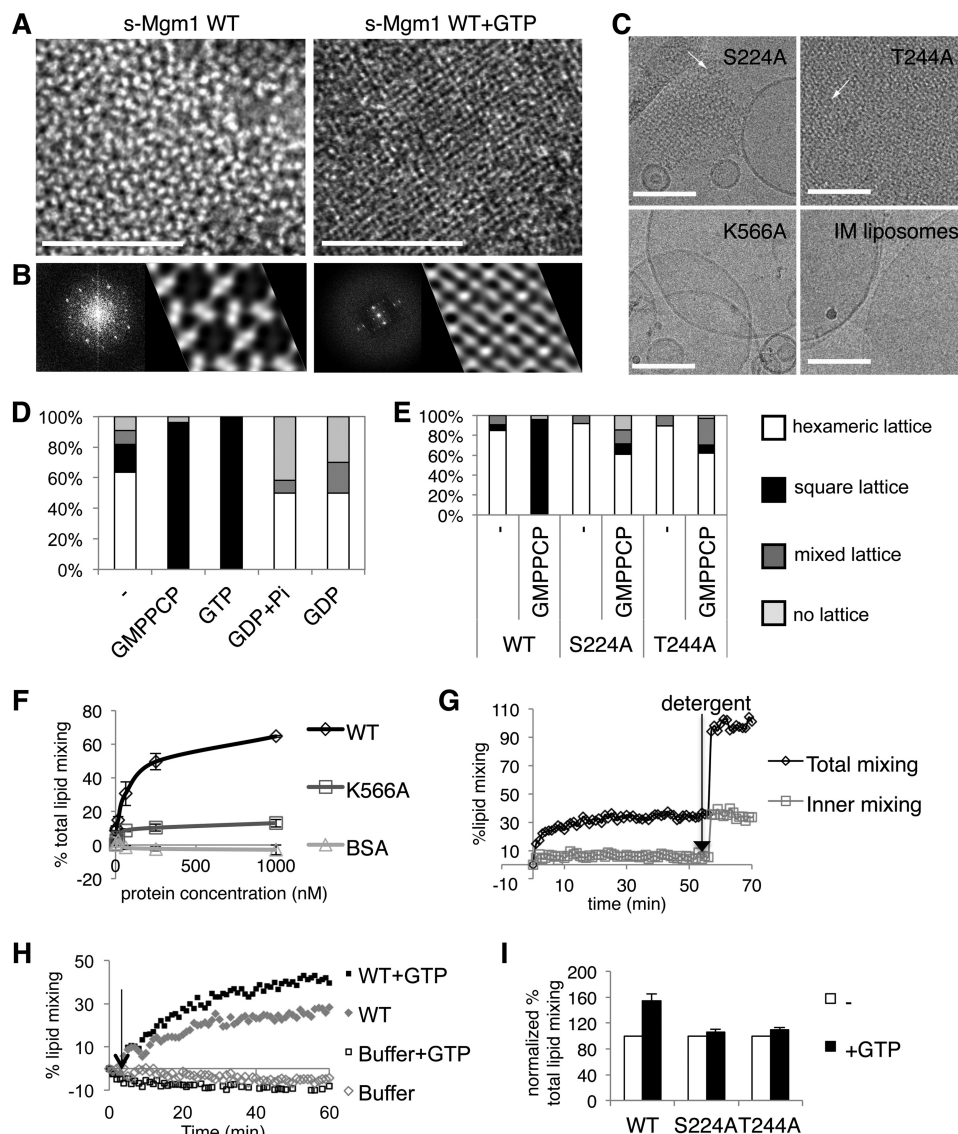 A
s-Mgm1 WT
s-Mgm1 WT+GTP
B
C
S224A
T244A
K566A
IM liposomes
D
100%
80%
60%
40%
20%
0%
-
GMPPCP
GTP
GDP+Pi
GDP
E
100%
80%
60%
40%
20%
0%
-
GMPPCP
-
GMPPCP
-
GMPPCP
WT
S224A
T244A
hexameric lattice
square lattice
mixed lattice
no lattice
F
% total lipid mixing
80
60
40
20
0
-20
0
500
1000
protein concentration (nM)
WT
K566A
BSA
G
detergent
%lipid mixing
110
90
70
50
30
10
-10
10
30
50
70
time (min)
Total mixing
Inner mixing
H
% lipid mixing
50
30
10
-10
0
20
40
60
Time (min)
WT+GTP
WT
Buffer+GTP
Buffer
I
normalized %
total lipid mixing
200
160
120
80
40
0
WT
S224A
T244A
-
+GTP